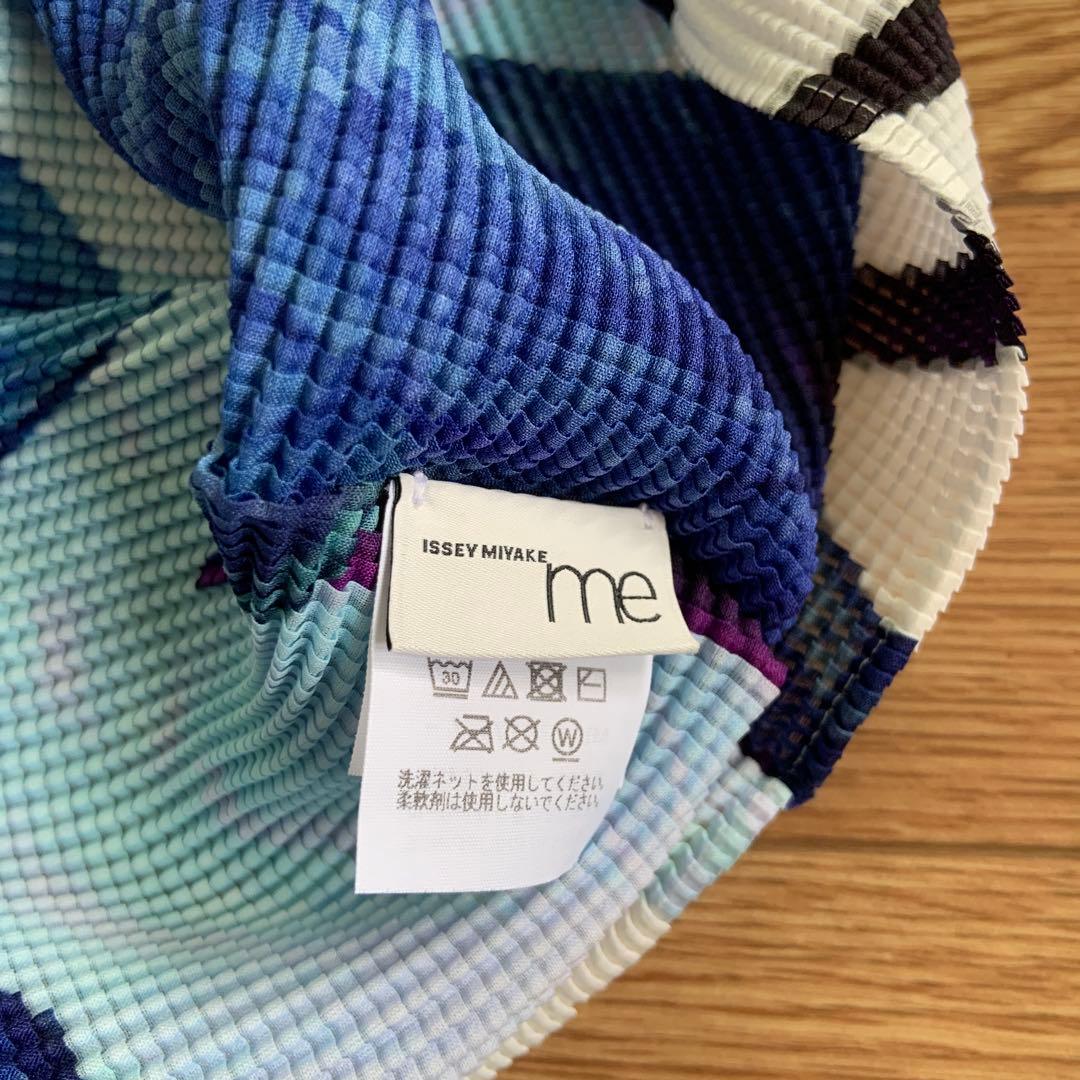 ISSEY MIYAKE
me
30
W
洗濯ネットを使用してください
柔軟剤は使用しないでください